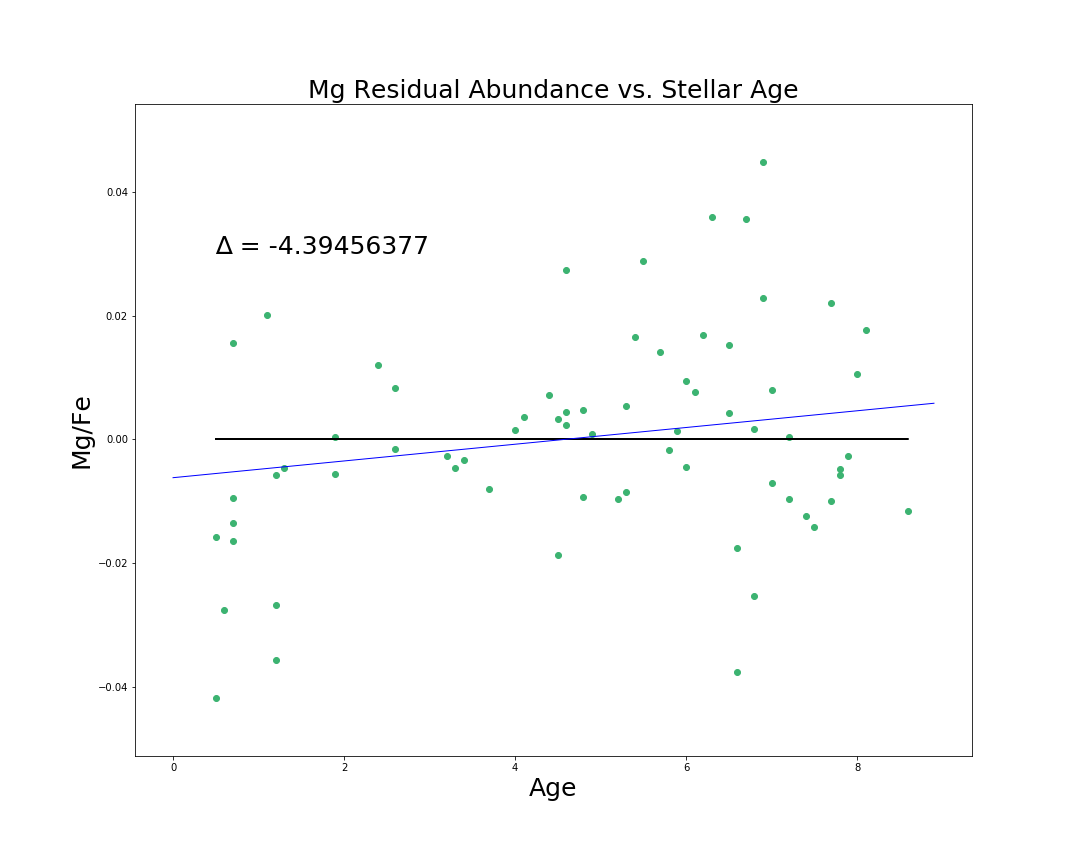 Mg Residual Abundance vs. Stellar Age
0.04
Δ = -4.39456377
0.02
Mg/Fe
0.00
−0.02
−0.04
0 2 4 6 8
Age